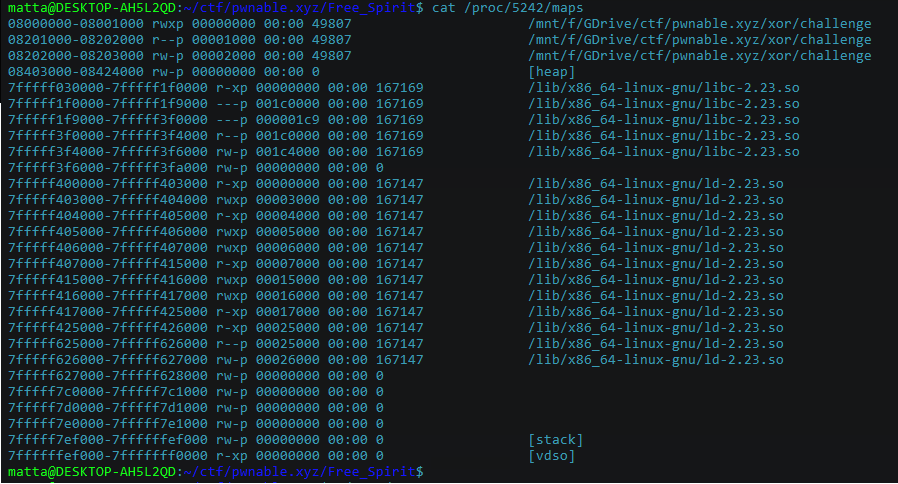 matta@DESKTOP-AH5L2QD:~/ctf/pwnable.xyz/Free_Spirit$ cat /proc/5242/maps
08000000-08001000 rwxp 00000000 00:00 49807 /mnt/f/GDrive/ctf/pwnable.xyz/xor/challenge
08201000-08202000 r--p 00001000 00:00 49807 /mnt/f/GDrive/ctf/pwnable.xyz/xor/challenge
08202000-08203000 rw-p 00002000 00:00 49807 /mnt/f/GDrive/ctf/pwnable.xyz/xor/challenge
08403000-08424000 rw-p 00000000 00:00 0 [heap]
7fffff030000-7fffff1f0000 r-xp 00000000 00:00 167169 /lib/x86_64-linux-gnu/libc-2.23.so
7fffff1f0000-7fffff1f9000 ---p 001c0000 00:00 167169 /lib/x86_64-linux-gnu/libc-2.23.so
7fffff1f9000-7fffff3f0000 ---p 000001c9 00:00 167169 /lib/x86_64-linux-gnu/libc-2.23.so
7fffff3f0000-7fffff3f4000 r--p 001c0000 00:00 167169 /lib/x86_64-linux-gnu/libc-2.23.so
7fffff3f4000-7fffff3f6000 rw-p 001c4000 00:00 167169 /lib/x86_64-linux-gnu/libc-2.23.so
7fffff3f6000-7fffff3fa000 rw-p 00000000 00:00 0
7fffff400000-7fffff403000 r-xp 00000000 00:00 167147 /lib/x86_64-linux-gnu/ld-2.23.so
7fffff403000-7fffff404000 rwxp 00003000 00:00 167147 /lib/x86_64-linux-gnu/ld-2.23.so
7fffff404000-7fffff405000 r-xp 00004000 00:00 167147 /lib/x86_64-linux-gnu/ld-2.23.so
7fffff405000-7fffff406000 rwxp 00005000 00:00 167147 /lib/x86_64-linux-gnu/ld-2.23.so
7fffff406000-7fffff407000 rwxp 00006000 00:00 167147 /lib/x86_64-linux-gnu/ld-2.23.so
7fffff407000-7fffff415000 r-xp 00007000 00:00 167147 /lib/x86_64-linux-gnu/ld-2.23.so
7fffff415000-7fffff416000 rwxp 00015000 00:00 167147 /lib/x86_64-linux-gnu/ld-2.23.so
7fffff416000-7fffff417000 rwxp 00016000 00:00 167147 /lib/x86_64-linux-gnu/ld-2.23.so
7fffff417000-7fffff425000 r-xp 00017000 00:00 167147 /lib/x86_64-linux-gnu/ld-2.23.so
7fffff425000-7fffff426000 r-xp 00025000 00:00 167147 /lib/x86_64-linux-gnu/ld-2.23.so
7fffff625000-7fffff626000 r--p 00025000 00:00 167147 /lib/x86_64-linux-gnu/ld-2.23.so
7fffff626000-7fffff627000 rw-p 00026000 00:00 167147 /lib/x86_64-linux-gnu/ld-2.23.so
7fffff627000-7fffff628000 rw-p 00000000 00:00 0
7fffff7c0000-7fffff7c1000 rw-p 00000000 00:00 0
7fffff7d0000-7fffff7d1000 rw-p 00000000 00:00 0
7fffff7e0000-7fffff7e1000 rw-p 00000000 00:00 0
7fffff7ef000-7ffffffef000 rw-p 00000000 00:00 0 [stack]
7ffffffef000-7fffffff0000 r-xp 00000000 00:00 0 [vdso]
matta@DESKTOP-AH5L2QD:~/ctf/pwnable.xyz/Free_Spirit$